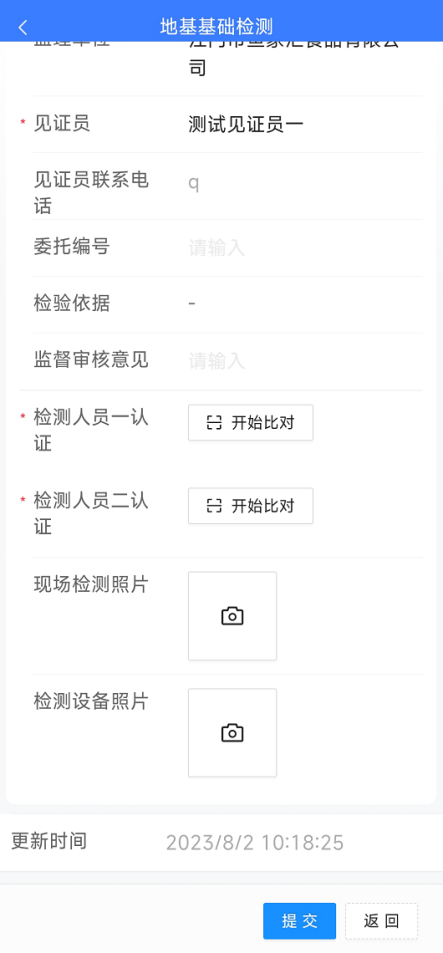 地基基础检测
监理单位
江门市鱼家汇食品有限公
司
* 见证员
测试见证员一
见证员联系电
话
q
委托编号
请输入
检验依据
-
监督审核意见
请输入
* 检测人员一认
证
开始比对
* 检测人员二认
证
开始比对
现场检测照片
检测设备照片
更新时间
2023/8/2 10:18:25
提交
返回